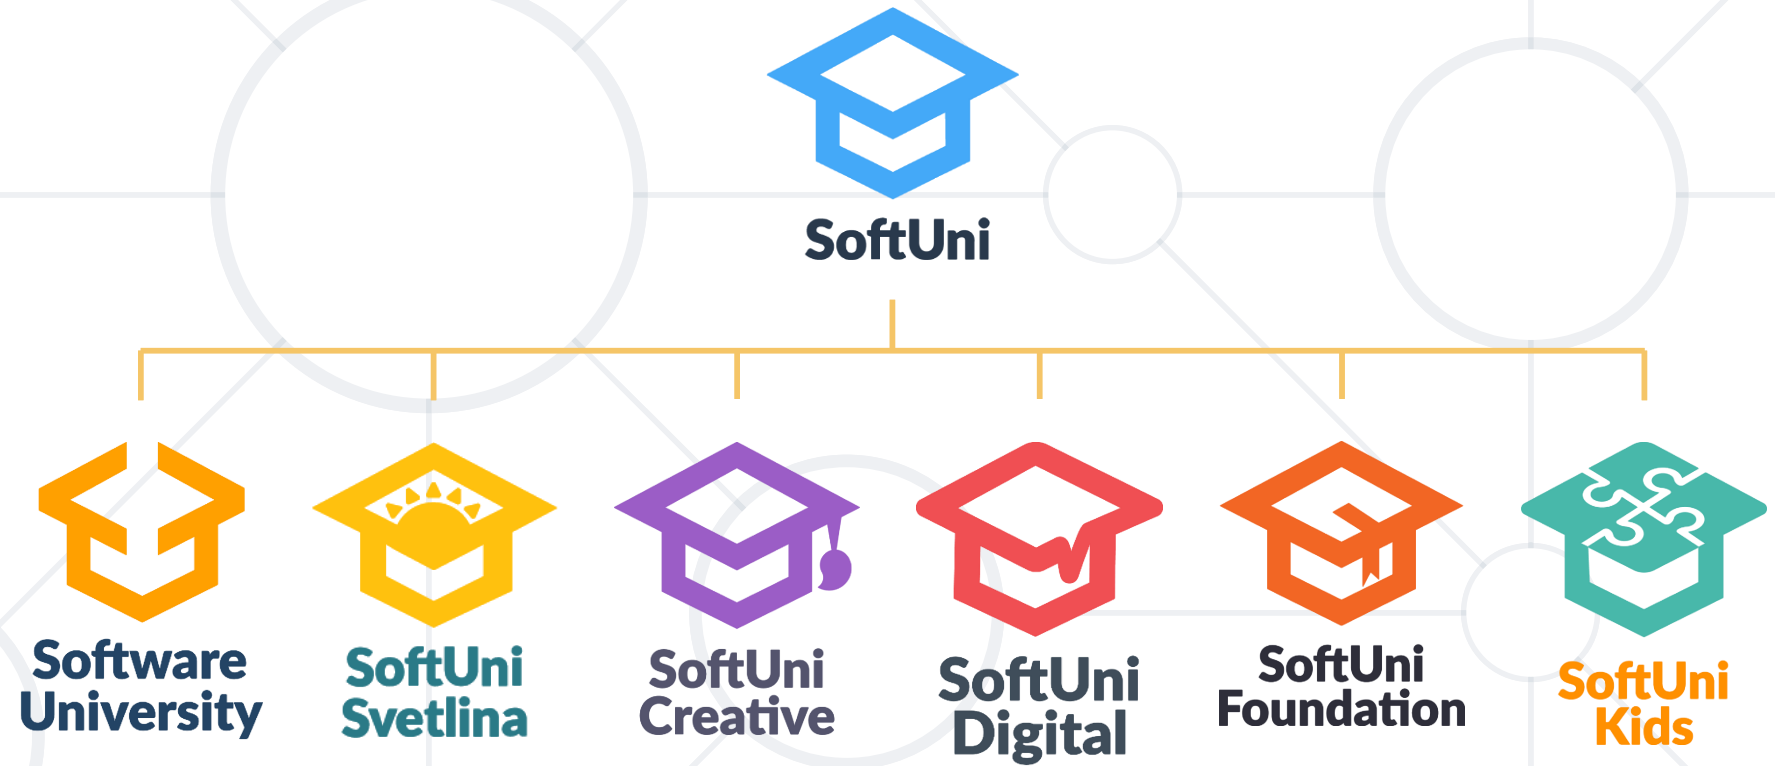 SoftUni
Software
University
SoftUni
Svetlina
SoftUni
Creative
SoftUni
Digital
SoftUni
Foundation
SoftUni
Kids